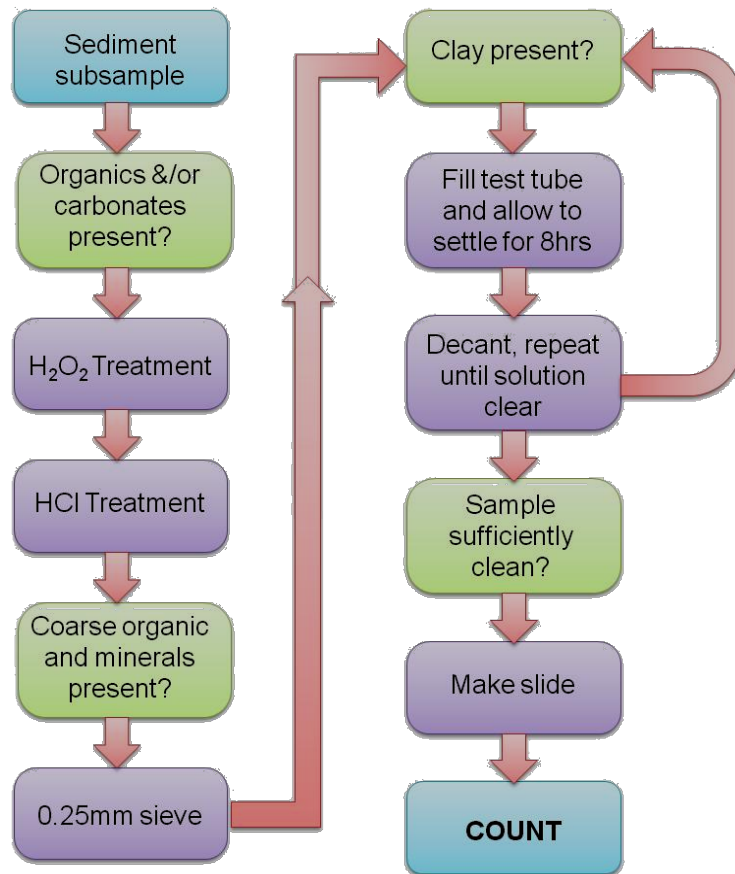 Sediment
subsample
Organics &/or
carbonates
present?
H₂O₂ Treatment
HCl Treatment
Coarse organic
and minerals
present?
0.25mm sieve
Clay present?
Fill test tube
and allow to
settle for 8hrs
Decant, repeat
until solution
clear
Sample
sufficiently
clean?
Make slide
COUNT